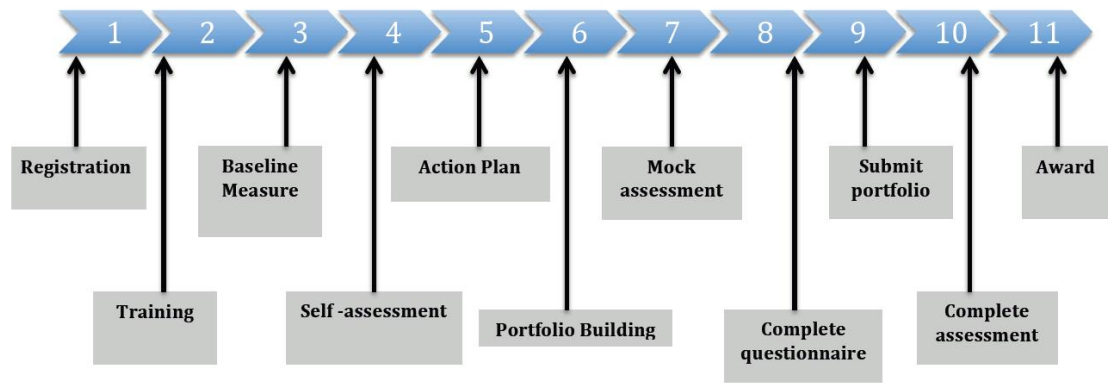 1 2 3 4 5 6 7 8 9 10 11
Registration
Baseline
Measure
Action Plan
Mock
assessment
Submit
portfolio
Award
Training
Self -assessment
Portfolio Building
Complete
questionnaire
Complete
assessment